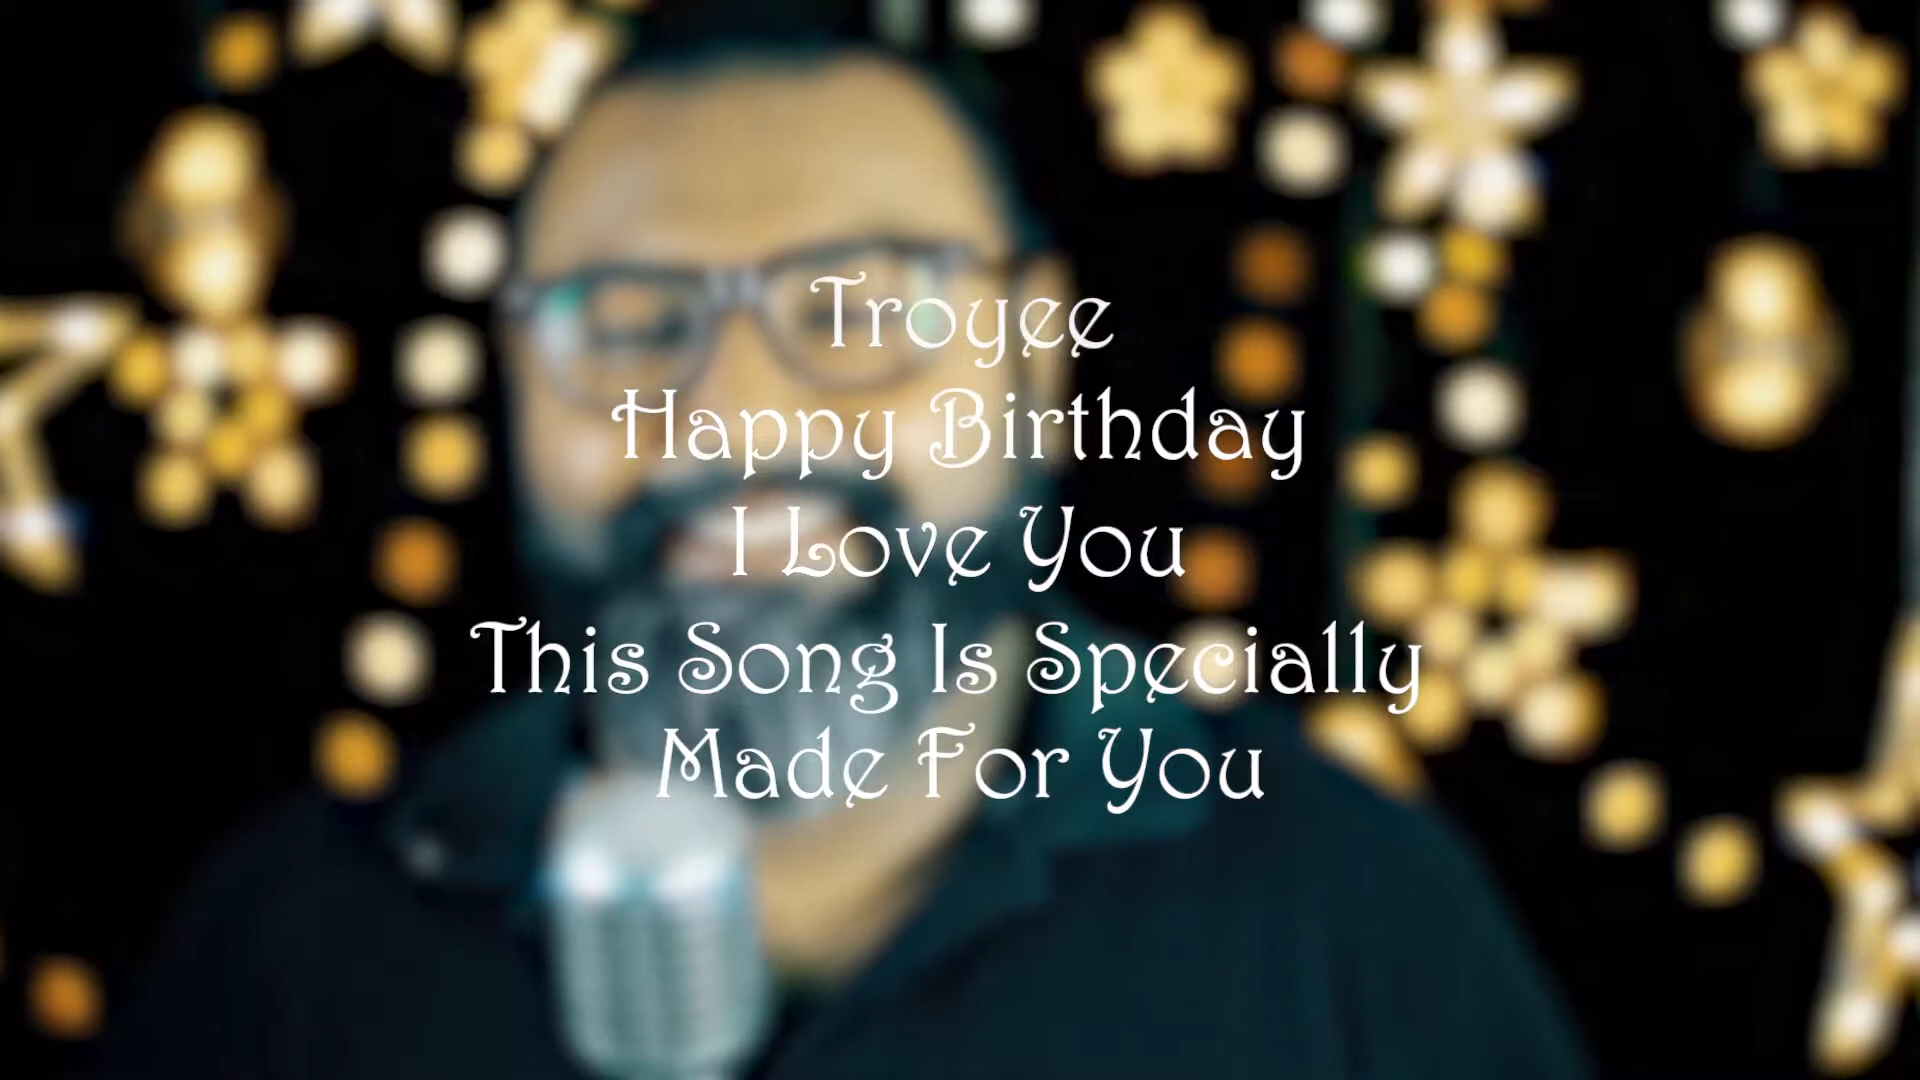 Troyee
Happy Birthday
I Love You
This Song Is Specially
Made For You